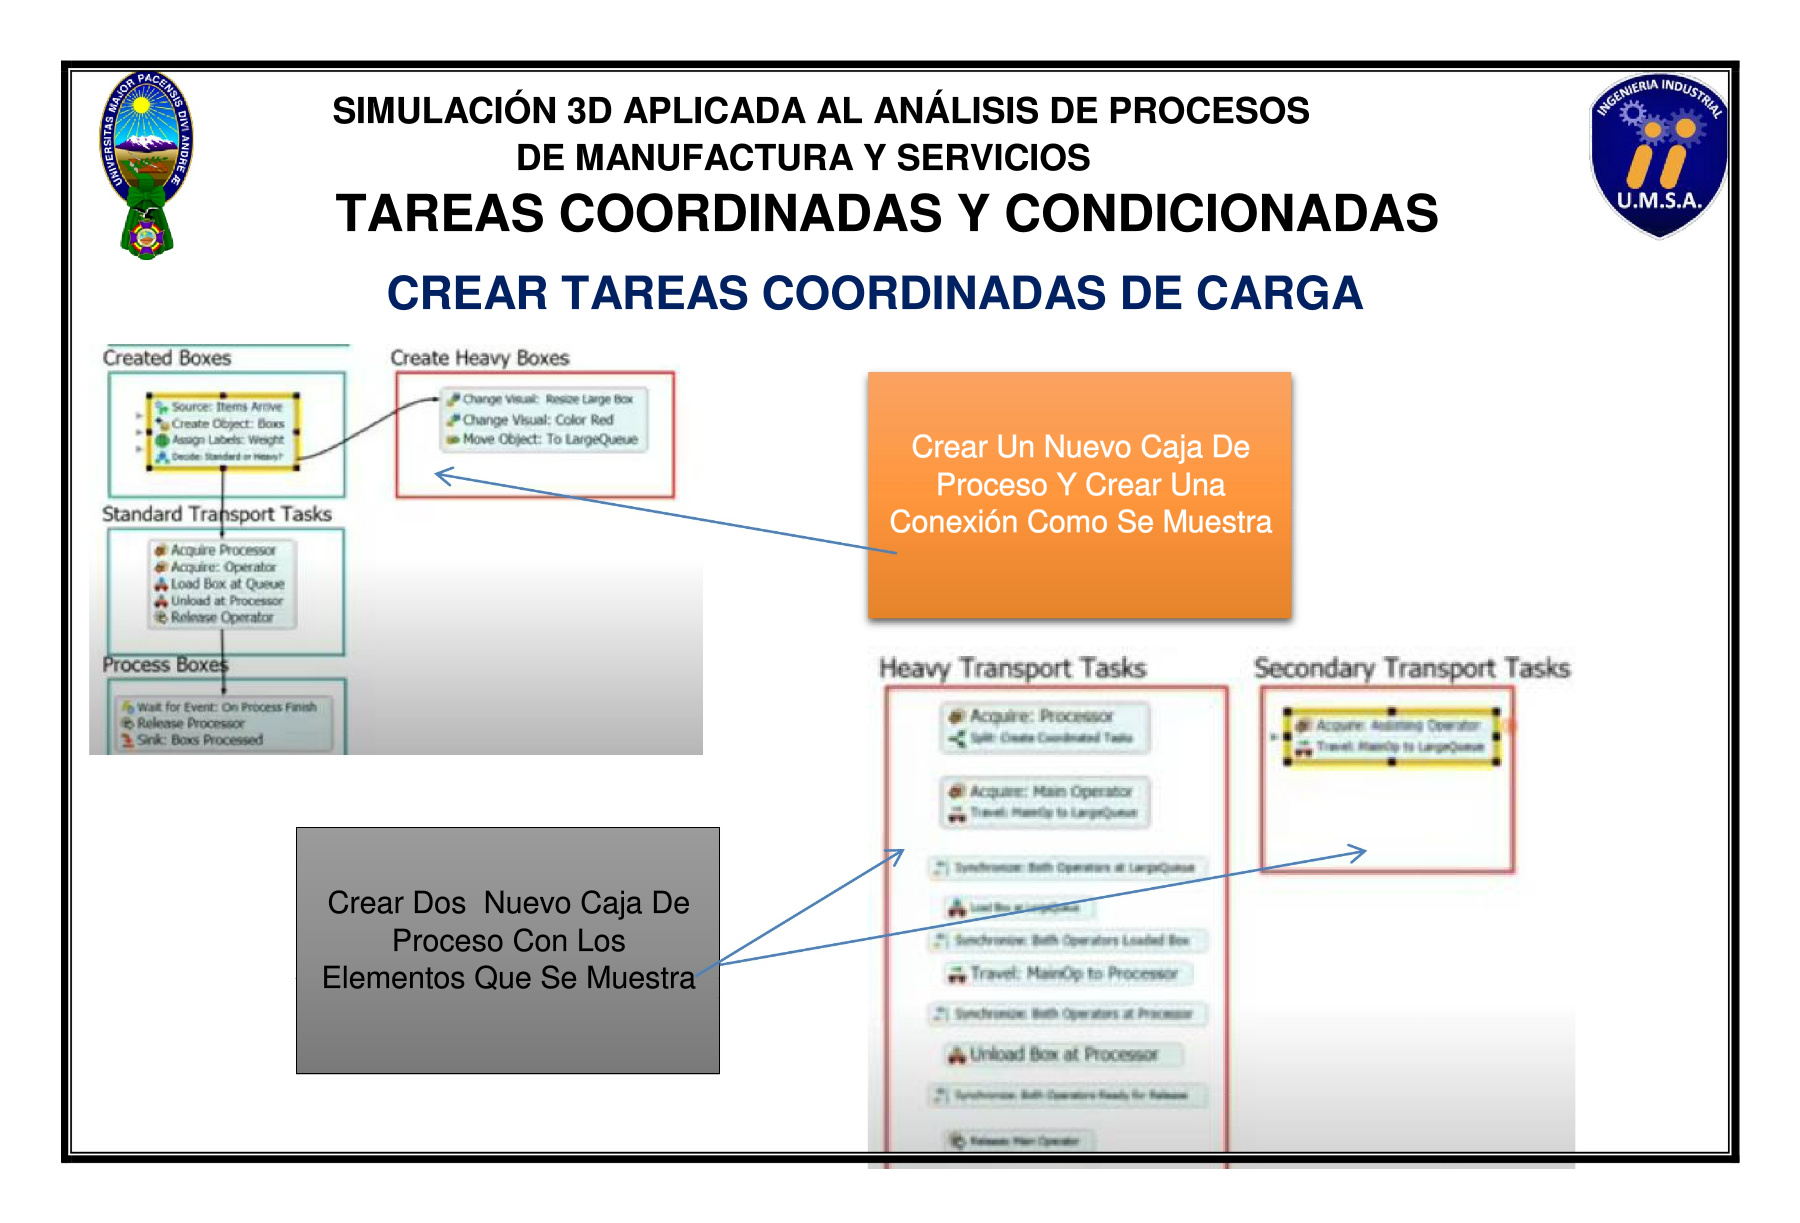 UNIVERSITAS MAJOR PACENSIS DIVI ANDRE Æ
INGENIERIA INDUSTRIAL
U.M.S.A.
SIMULACIÓN 3D APLICADA AL ANÁLISIS DE PROCESOS
DE MANUFACTURA Y SERVICIOS
TAREAS COORDINADAS Y CONDICIONADAS
CREAR TAREAS COORDINADAS DE CARGA
Created Boxes
Source: Items Arrive
Create Object: Boxs
Assign Labels: Weight
Decide: Standard or Heavy?
Create Heavy Boxes
Change Visual: Resize Large Box
Change Visual: Color Red
Move Object: To LargeQueue
Standard Transport Tasks
Acquire Processor
Acquire: Operator
Load Box at Queue
Unload at Processor
Release Operator
Process Boxes
Wait for Event: On Process Finish
Release Processor
Sink: Boxs Processed
Crear Un Nuevo Caja De
Proceso Y Crear Una
Conexión Como Se Muestra
Crear Dos Nuevo Caja De
Proceso Con Los
Elementos Que Se Muestra
Heavy Transport Tasks
Acquire: Processor
Split: Create Coordinated Tasks
Acquire: Main Operator
Travel: MainOp to LargeQueue
Synchronize: Both Operators at LargeQueue
Load Box at LargeQueue
Synchronize: Both Operators Loaded Box
Travel: MainOp to Processor
Synchronize: Both Operators at Processor
Unload Box at Processor
Synchronize: Both Operators Ready for Release
Release: Main Operator
Secondary Transport Tasks
Acquire: Assisting Operator
Travel: MainOp to LargeQueue